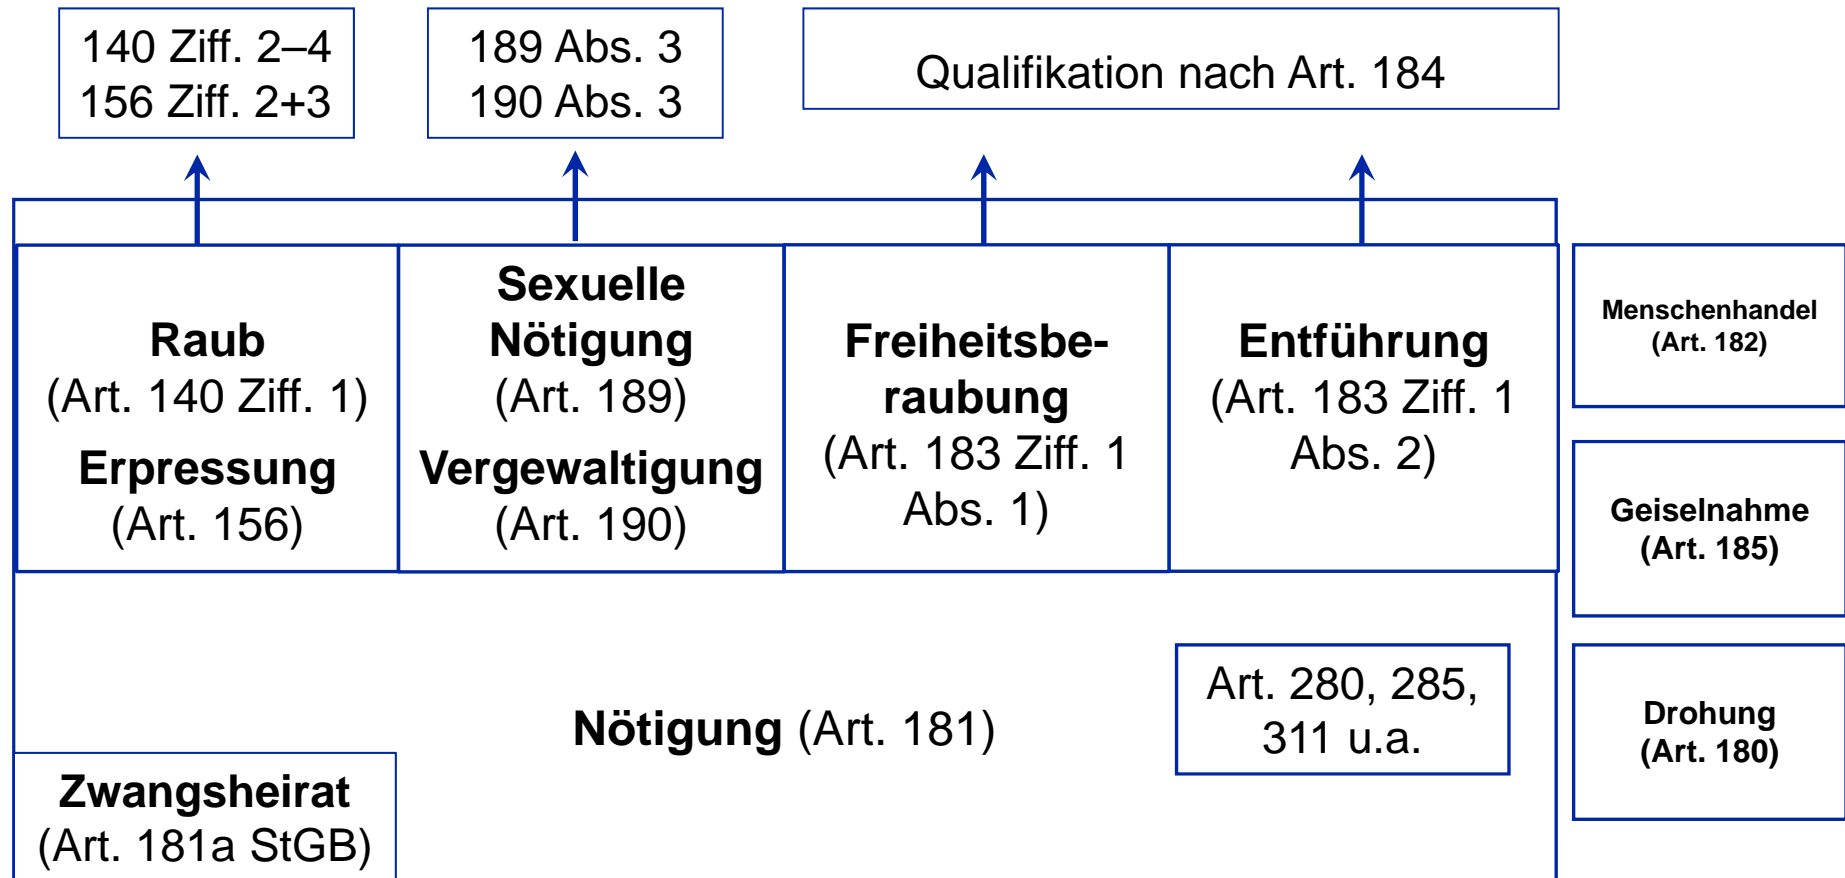 140 Ziff. 2–4
156 Ziff. 2+3
189 Abs. 3
190 Abs. 3
Qualifikation nach Art. 184
Raub
(Art. 140 Ziff. 1)
Erpressung
(Art. 156)
Sexuelle
Nötigung
(Art. 189)
Vergewaltigung
(Art. 190)
Freiheitsbe-
raubung
(Art. 183 Ziff. 1
Abs. 1)
Entführung
(Art. 183 Ziff. 1
Abs. 2)
Menschenhandel
(Art. 182)
Geiselnahme
(Art. 185)
Drohung
(Art. 180)
Nötigung (Art. 181)
Art. 280, 285,
311 u.a.
Zwangsheirat
(Art. 181a StGB)